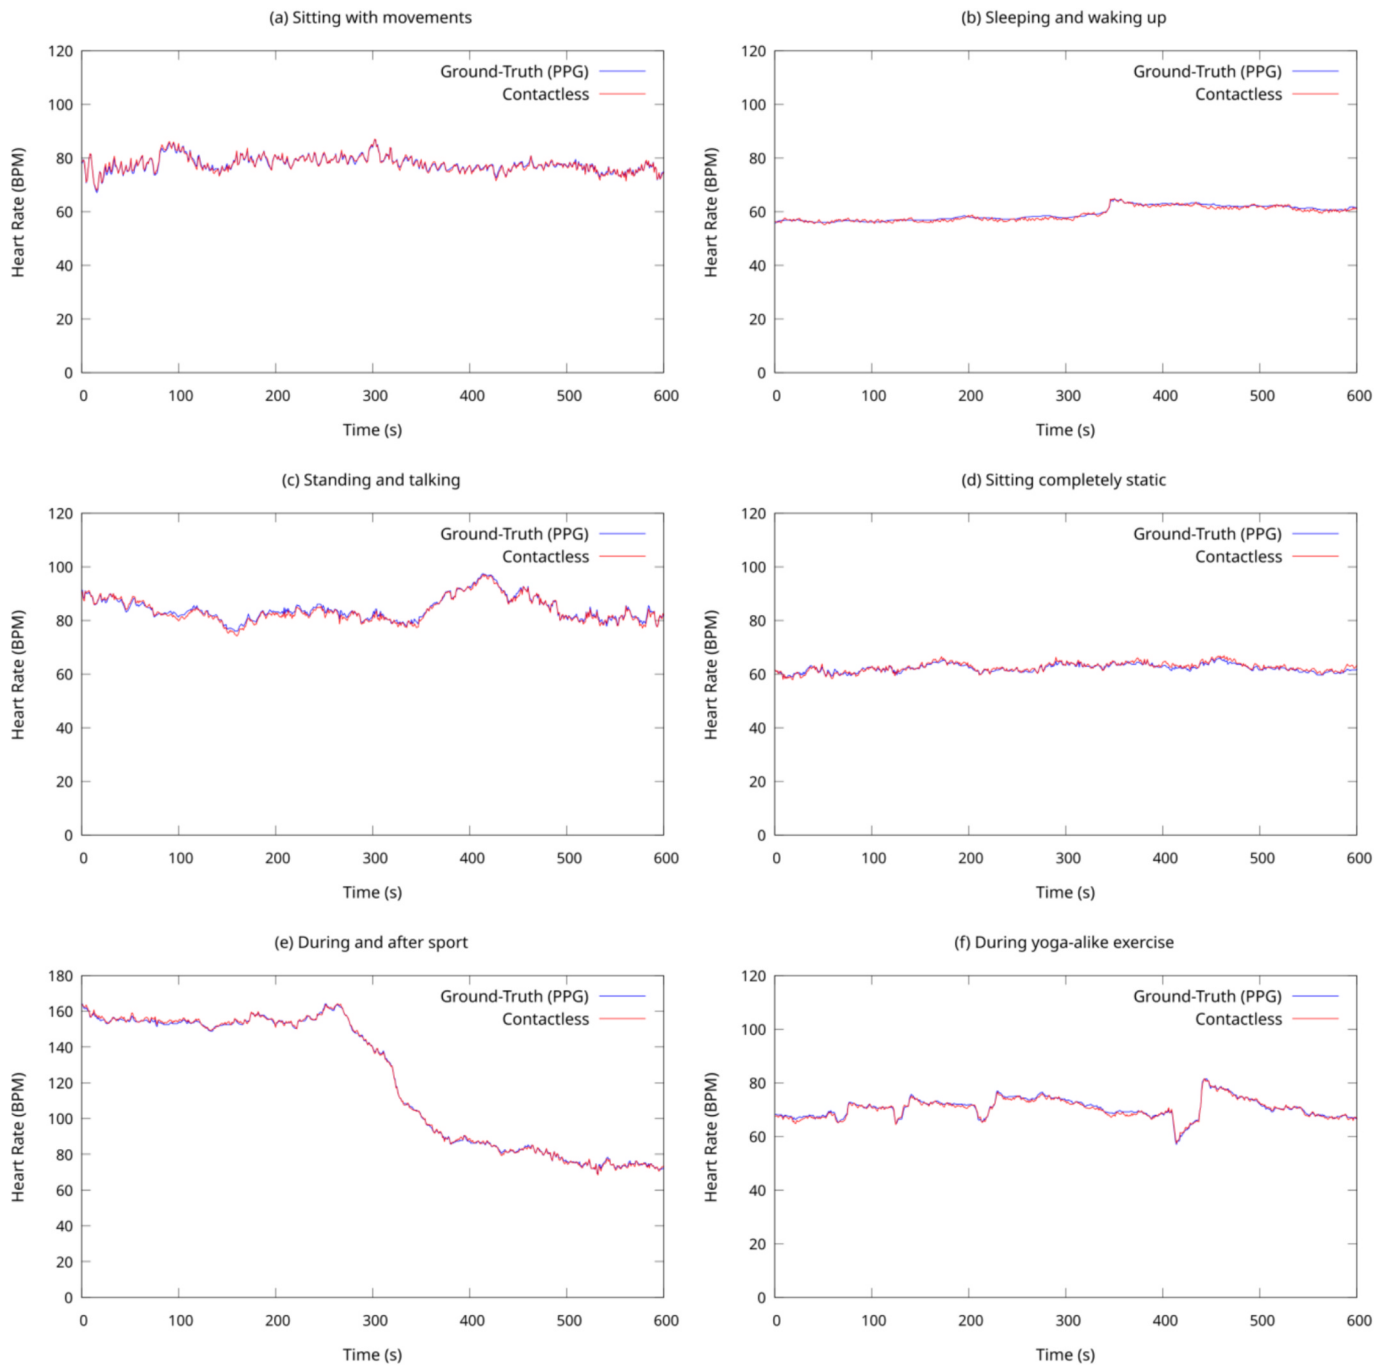 (a) Sitting with movements
120
100
80
60
40
20
0
Heart Rate (BPM)
Ground-Truth (PPG)
Contactless
0 100 200 300 400 500 600
Time (s)
(b) Sleeping and waking up
120
100
80
60
40
20
0
Heart Rate (BPM)
Ground-Truth (PPG)
Contactless
0 100 200 300 400 500 600
Time (s)
(c) Standing and talking
120
100
80
60
40
20
0
Heart Rate (BPM)
Ground-Truth (PPG)
Contactless
0 100 200 300 400 500 600
Time (s)
(d) Sitting completely static
120
100
80
60
40
20
0
Heart Rate (BPM)
Ground-Truth (PPG)
Contactless
0 100 200 300 400 500 600
Time (s)
(e) During and after sport
180
160
140
120
100
80
60
40
20
0
Heart Rate (BPM)
Ground-Truth (PPG)
Contactless
0 100 200 300 400 500 600
Time (s)
(f) During yoga-alike exercise
120
100
80
60
40
20
0
Heart Rate (BPM)
Ground-Truth (PPG)
Contactless
0 100 200 300 400 500 600
Time (s)